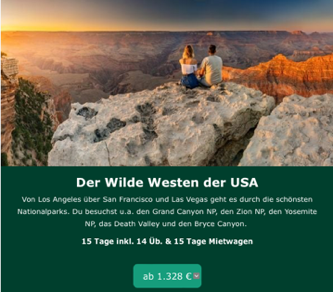 Der Wilde Westen der USA
Von Los Angeles über San Francisco und Las Vegas geht es durch die schönsten
Nationalparks. Du besuchst u.a. den Grand Canyon NP, den Zion NP, den Yosemite
NP, das Death Valley und den Bryce Canyon.
15 Tage inkl. 14 Üb. & 15 Tage Mietwagen
ab 1.328 €